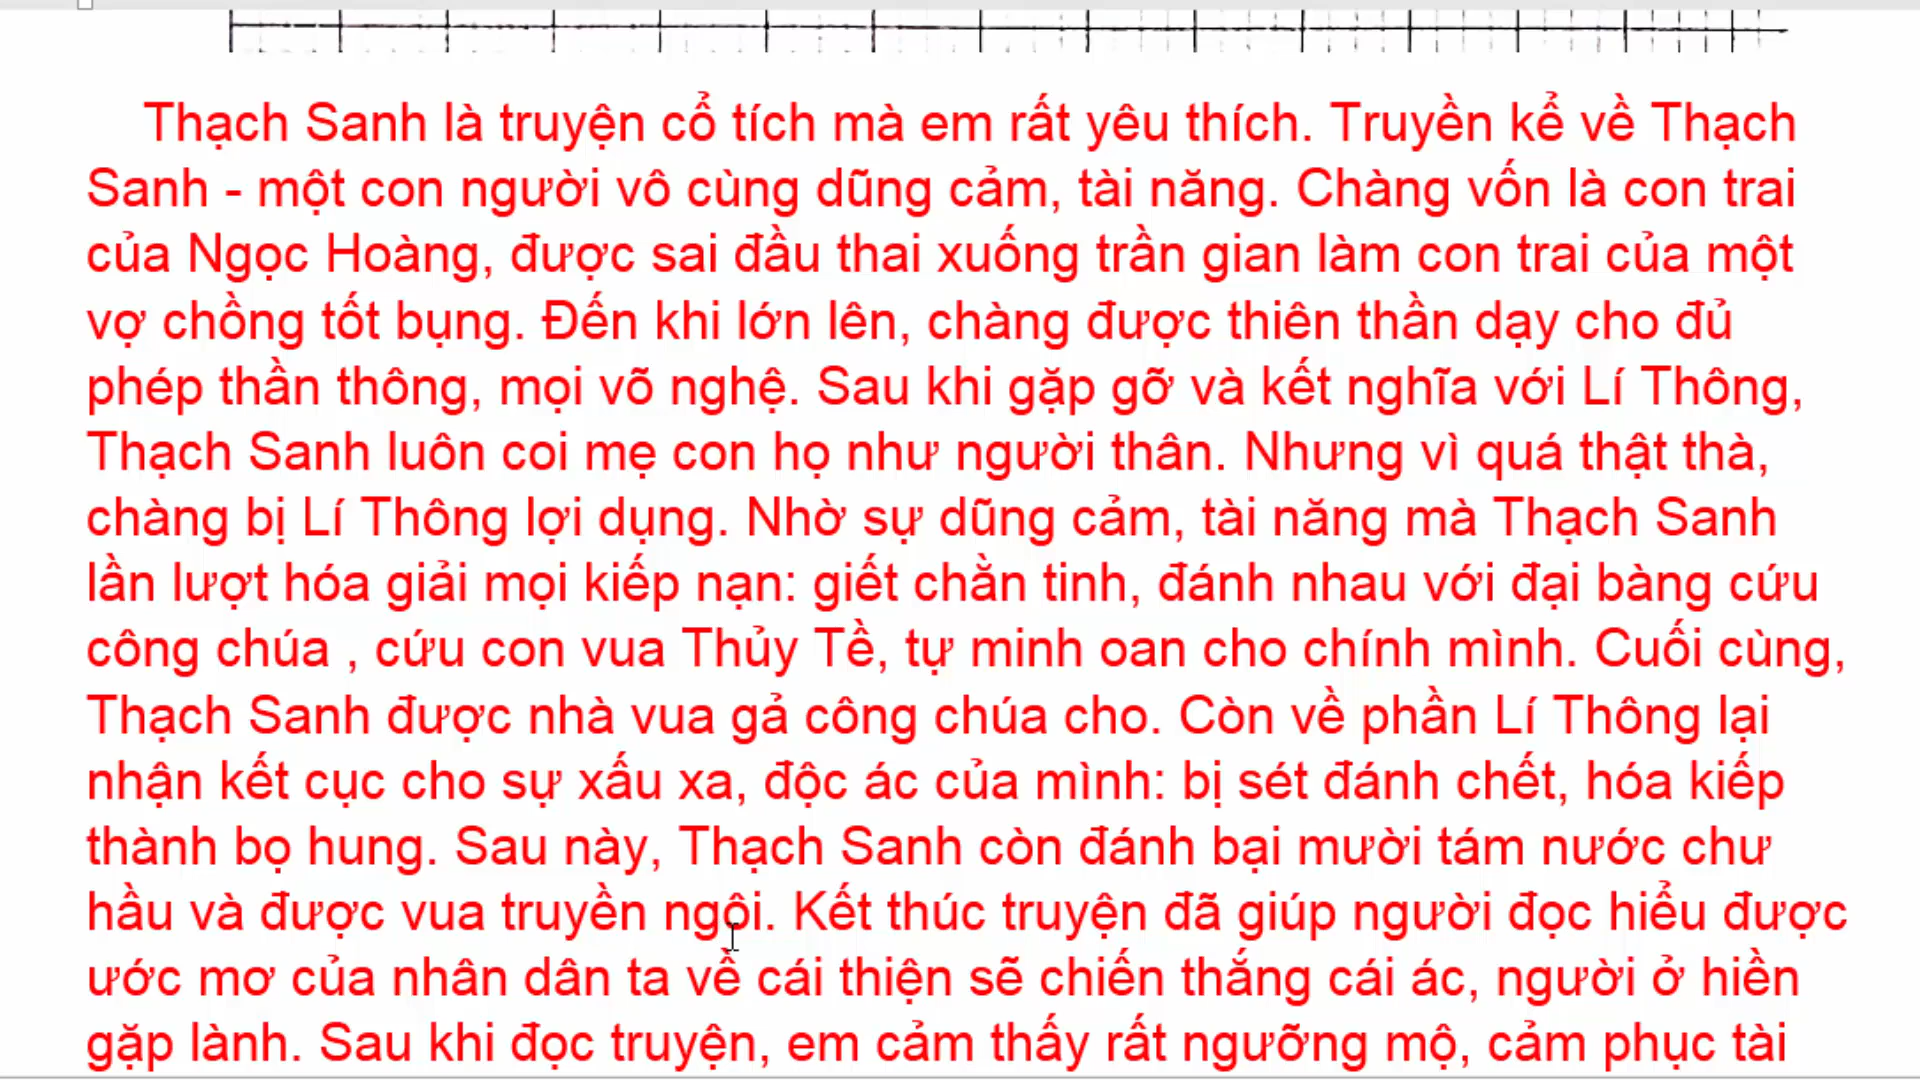 Thạch Sanh là truyện cổ tích mà em rất yêu thích. Truyền kể về Thạch
Sanh - một con người vô cùng dũng cảm, tài năng. Chàng vốn là con trai
của Ngọc Hoàng, được sai đầu thai xuống trần gian làm con trai của một
vợ chồng tốt bụng. Đến khi lớn lên, chàng được thiên thần dạy cho đủ
phép thần thông, mọi võ nghệ. Sau khi gặp gỡ và kết nghĩa với Lí Thông,
Thạch Sanh luôn coi mẹ con họ như người thân. Nhưng vì quá thật thà,
chàng bị Lí Thông lợi dụng. Nhờ sự dũng cảm, tài năng mà Thạch Sanh
lần lượt hóa giải mọi kiếp nạn: giết chằn tinh, đánh nhau với đại bàng cứu
công chúa , cứu con vua Thủy Tề, tự minh oan cho chính mình. Cuối cùng,
Thạch Sanh được nhà vua gả công chúa cho. Còn về phần Lí Thông lại
nhận kết cục cho sự xấu xa, độc ác của mình: bị sét đánh chết, hóa kiếp
thành bọ hung. Sau này, Thạch Sanh còn đánh bại mười tám nước chư
hầu và được vua truyền ngôi. Kết thúc truyện đã giúp người đọc hiểu được
ước mơ của nhân dân ta về cái thiện sẽ chiến thắng cái ác, người ở hiền
gặp lành. Sau khi đọc truyện, em cảm thấy rất ngưỡng mộ, cảm phục tài